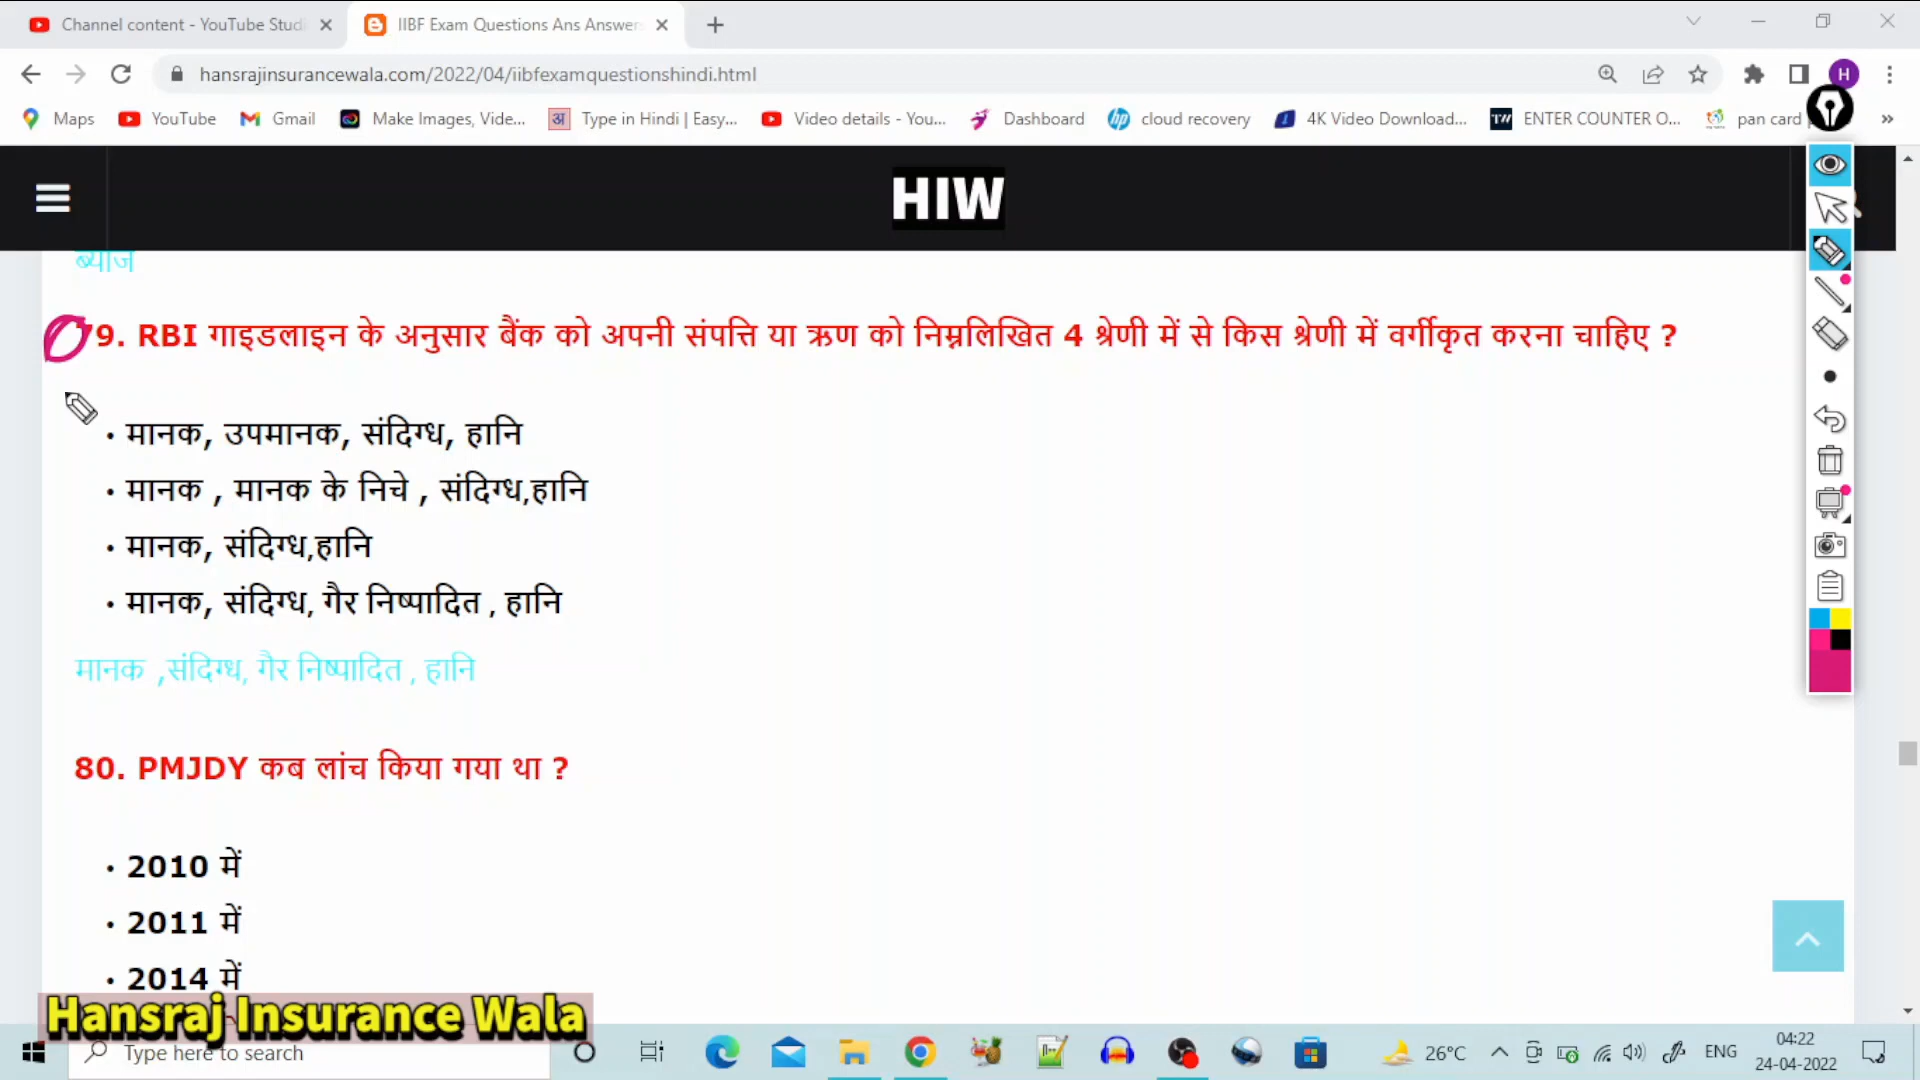 Channel content - YouTube Studi
IIBF Exam Questions Ans Answers
hansrajinsurancewala.com/2022/04/iibfexamquestionshindi.html
H
Maps
YouTube
Gmail
Make Images, Vide...
अ
Type in Hindi | Easy...
Video details - You...
Dashboard
hp
cloud recovery
4K Video Download...
TW
ENTER COUNTER O...
pan card
HIW
ब्याज
79. RBI गाइडलाइन के अनुसार बैंक को अपनी संपत्ति या ऋण को निम्नलिखित 4 श्रेणी में से किस श्रेणी में वर्गीकृत करना चाहिए ?
• मानक, उपमानक, संदिग्ध, हानि
• मानक , मानक के निचे , संदिग्ध,हानि
• मानक, संदिग्ध,हानि
• मानक, संदिग्ध, गैर निष्पादित , हानि
मानक ,संदिग्ध, गैर निष्पादित , हानि
80. PMJDY कब लांच किया गया था ?
• 2010 में
• 2011 में
• 2014 में
Hansraj Insurance Wala
Type here to search
26°C
ENG
04:22
24-04-2022